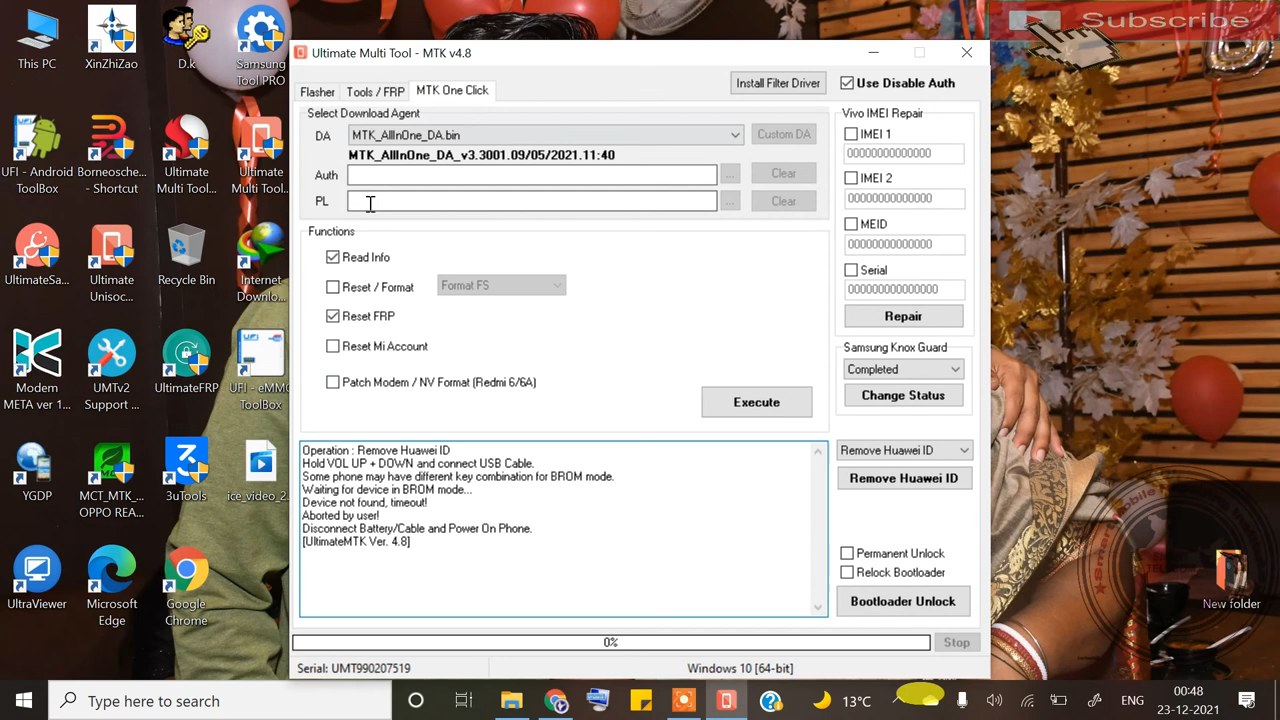 Subscribe
This PC
XinZhiZao
D.k
Samsung Tool PRO
UFI - Android ToolBox
Borneosche... - Shortcut
Ultimate Multi Tool...
Ultimate Multi Tool...
UltimateSa...
Ultimate Unisoc...
Recycle Bin
Internet Downlo...
Modem META ver 1...
UMTv2 Support ...
UltimateFRP
UFI - eMMC ToolBox
YGDP
MCT_MTK_... OPPO REA...
3uTools
ice_video_2...
UltraViewer
Microsoft Edge
Google Chrome
New folder
Ultimate Multi Tool - MTK v4.8
Flasher
Tools / FRP
MTK One Click
Install Filter Driver
Use Disable Auth
Select Download Agent
DA
MTK_AllInOne_DA.bin
Custom DA
MTK_AllInOne_DA_v3.3001.09/05/2021.11:40
Auth
...
Clear
PL
...
Clear
Functions
Read Info
Reset / Format
Format FS
Reset FRP
Reset Mi Account
Patch Modem / NV Format (Redmi 6/6A)
Execute
Vivo IMEI Repair
IMEI 1
00000000000000
IMEI 2
00000000000000
MEID
00000000000000
Serial
000000000000000
Repair
Samsung Knox Guard
Completed
Change Status
Operation : Remove Huawei ID
Hold VOL UP + DOWN and connect USB Cable.
Some phone may have different key combination for BROM mode.
Waiting for device in BROM mode...
Device not found, timeout!
Aborted by user!
Disconnect Battery/Cable and Power On Phone.
[UltimateMTK Ver. 4.8]
Remove Huawei ID
Remove Huawei ID
Permanent Unlock
Relock Bootloader
Bootloader Unlock
0%
Stop
Serial: UMT990207519
Windows 10 [64-bit]
Type here to search
13°C
ENG
00:48
23-12-2021